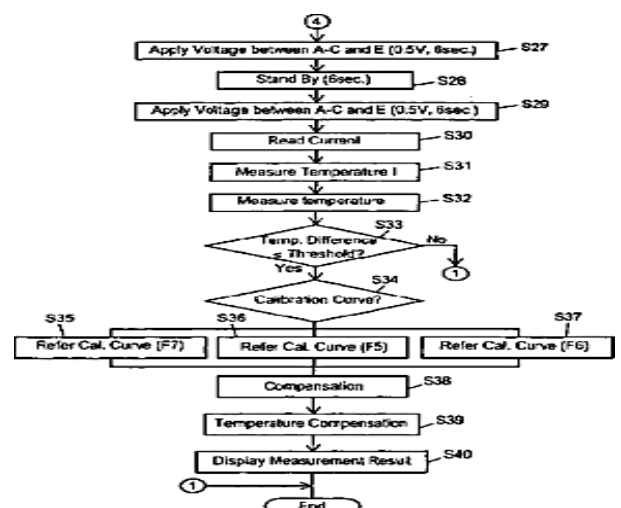 4
Apply Voltage between A-C and E (0.5V, 6sec.) S27
Stand By (6sec.) S28
Apply Voltage between A-C and E (0.5V, 6sec.) S29
Read Current S30
Measure Temperature I S31
Measure temperature S32
S33
Temp. Difference
≤ Threshold?
No
1
Yes
S34
Calibration Curve?
S35 S36 S37
Refer Cal. Curve (F7) Refer Cal. Curve (F5) Refer Cal. Curve (F6)
Compensation S38
Temperature Compensation S39
Display Measurement Result S40
1
End